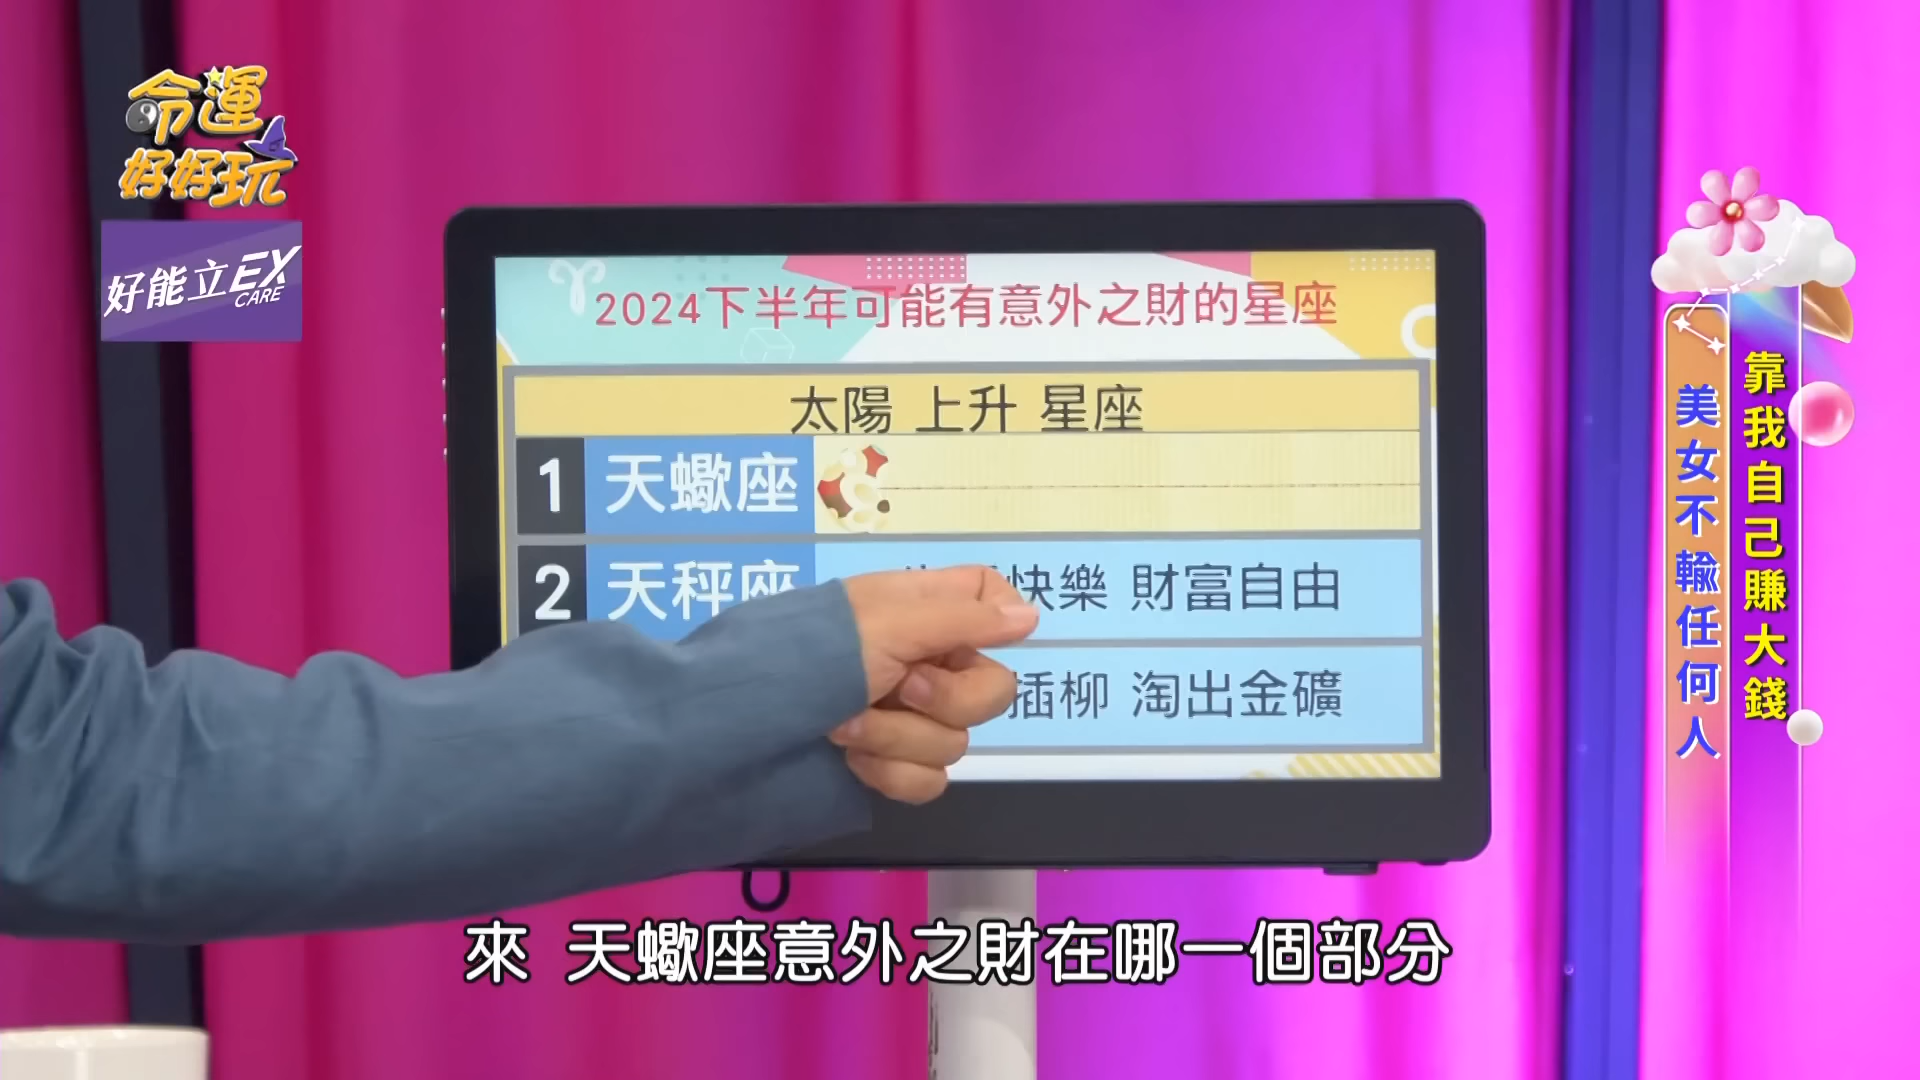 命運
好好玩
好能立EX
CARE
2024下半年可能有意外之財的星座
太陽 上升 星座
1 天蠍座
2 天秤座 快樂 財富自由
插柳 淘出金礦
靠我自己賺大錢
美女不輸任何人
來 天蠍座意外之財在哪一個部分